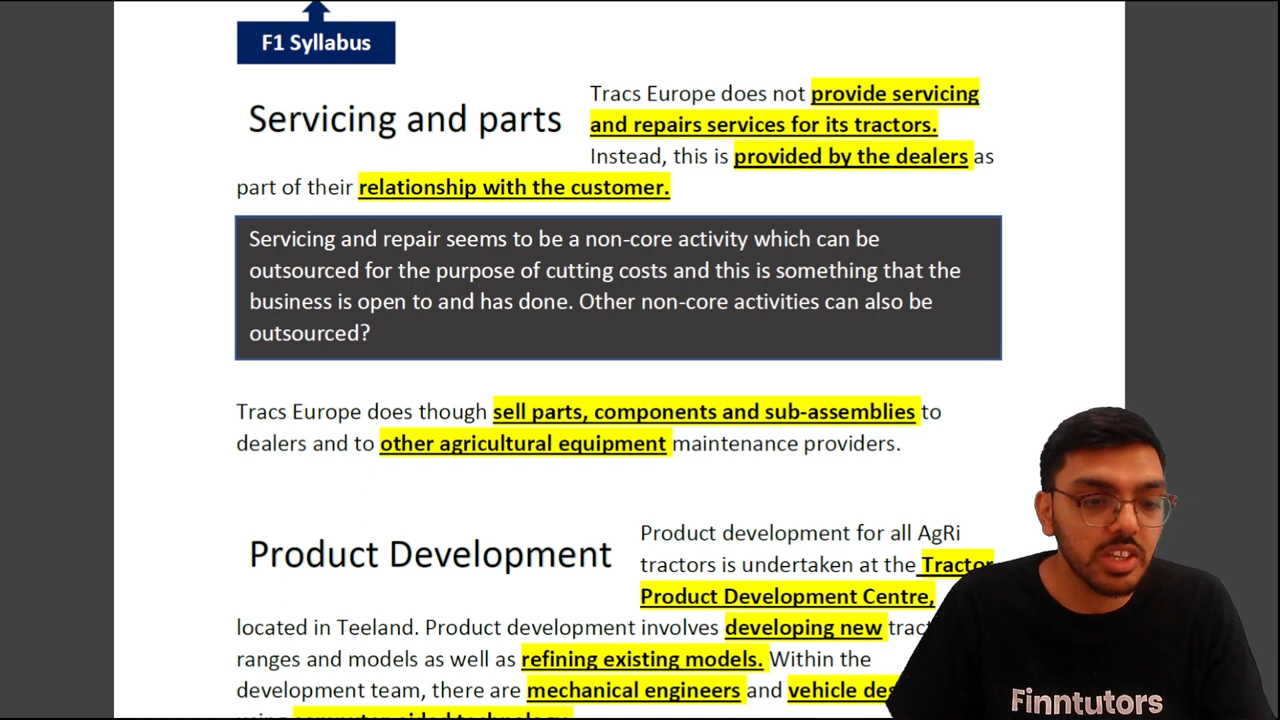 F1 Syllabus
Servicing and parts
Tracs Europe does not provide servicing
and repairs services for its tractors.
Instead, this is provided by the dealers as
part of their relationship with the customer.
Servicing and repair seems to be a non-core activity which can be
outsourced for the purpose of cutting costs and this is something that the
business is open to and has done. Other non-core activities can also be
outsourced?
Tracs Europe does though sell parts, components and sub-assemblies to
dealers and to other agricultural equipment maintenance providers.
Product Development
Product development for all AgRi
tractors is undertaken at the Tractor
Product Development Centre,
located in Teeland. Product development involves developing new
ranges and models as well as refining existing models. Within the
development team, there are mechanical engineers and vehicle
Finntutors